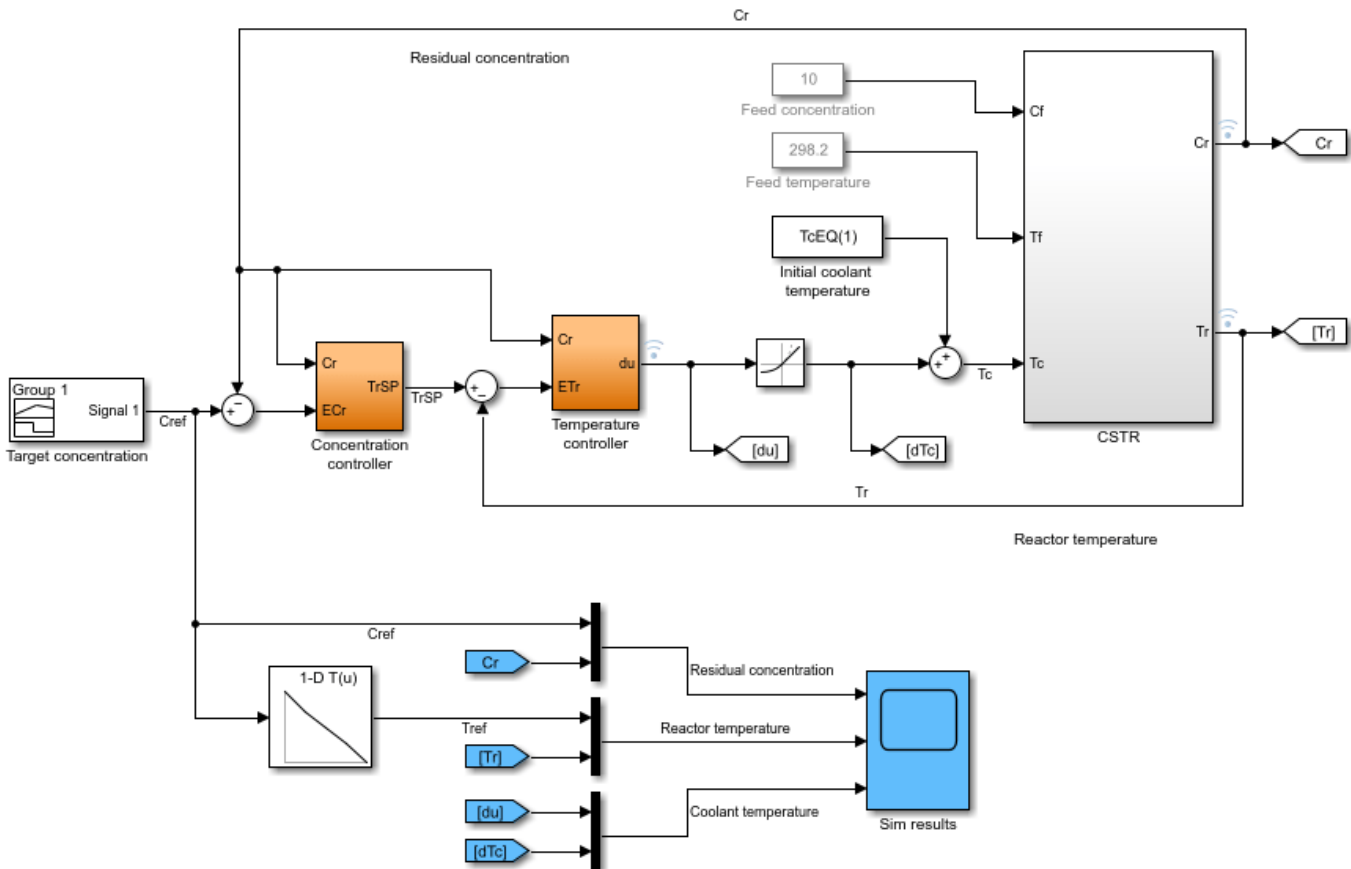 Cr
Residual concentration
10
Feed concentration
298.2
Feed temperature
TcEQ(1)
Initial coolant
temperature
Cf
Tf
Tc
Cr
Tr
CSTR
Cr
[Tr]
Group 1
Signal 1
Target concentration
Cref
+
−
Cr
ECr
TrSP
Concentration
controller
TrSP
+
−
Cr
ETr
du
Temperature
controller
[du]
[dTc]
+
+
Tc
Tr
Reactor temperature
Cref
Cr
Residual concentration
1-D T(u)
Tref
[Tr]
Reactor temperature
[du]
[dTc]
Coolant temperature
Sim results